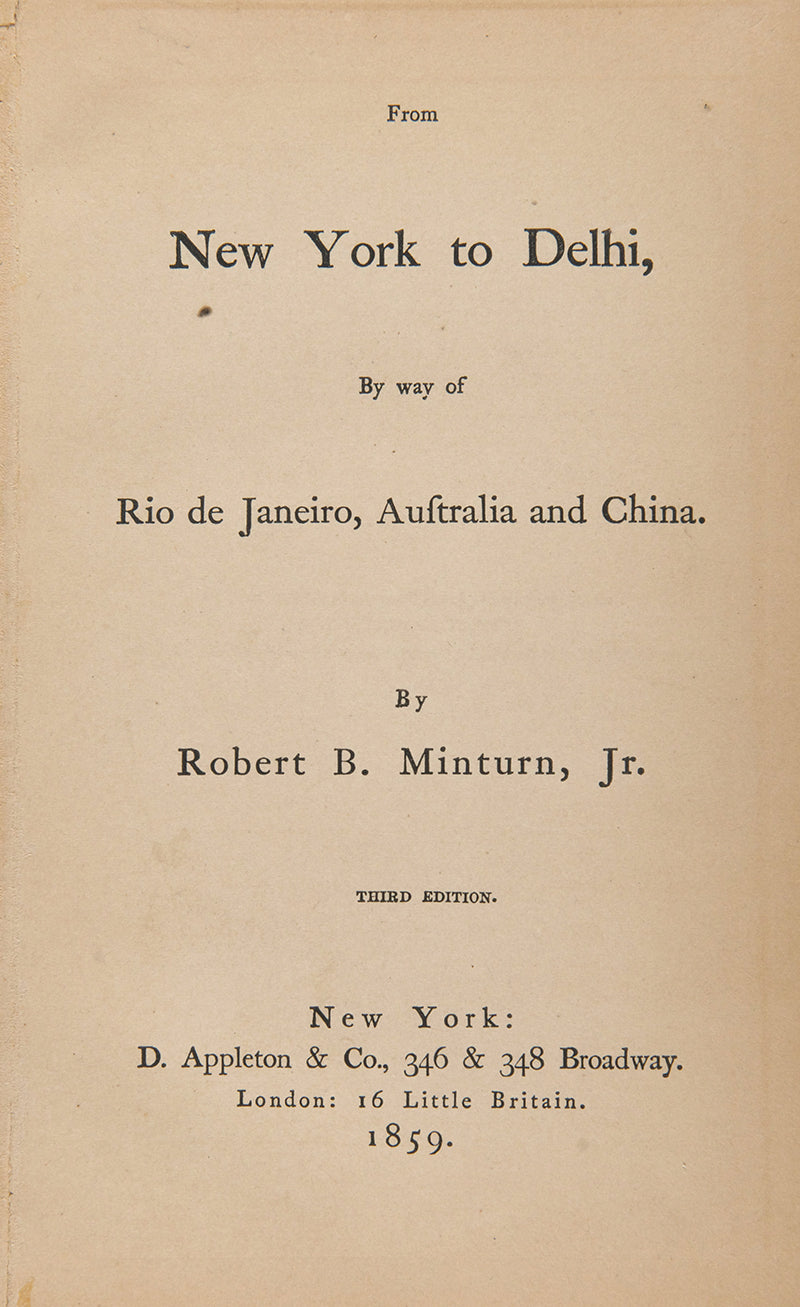 From
New York to Delhi,
By way of
Rio de Janeiro, Auſtralia and China.
By
Robert B. Minturn, Jr.
THIRD EDITION.
New York:
D. Appleton & Co., 346 & 348 Broadway.
London: 16 Little Britain.
1859.